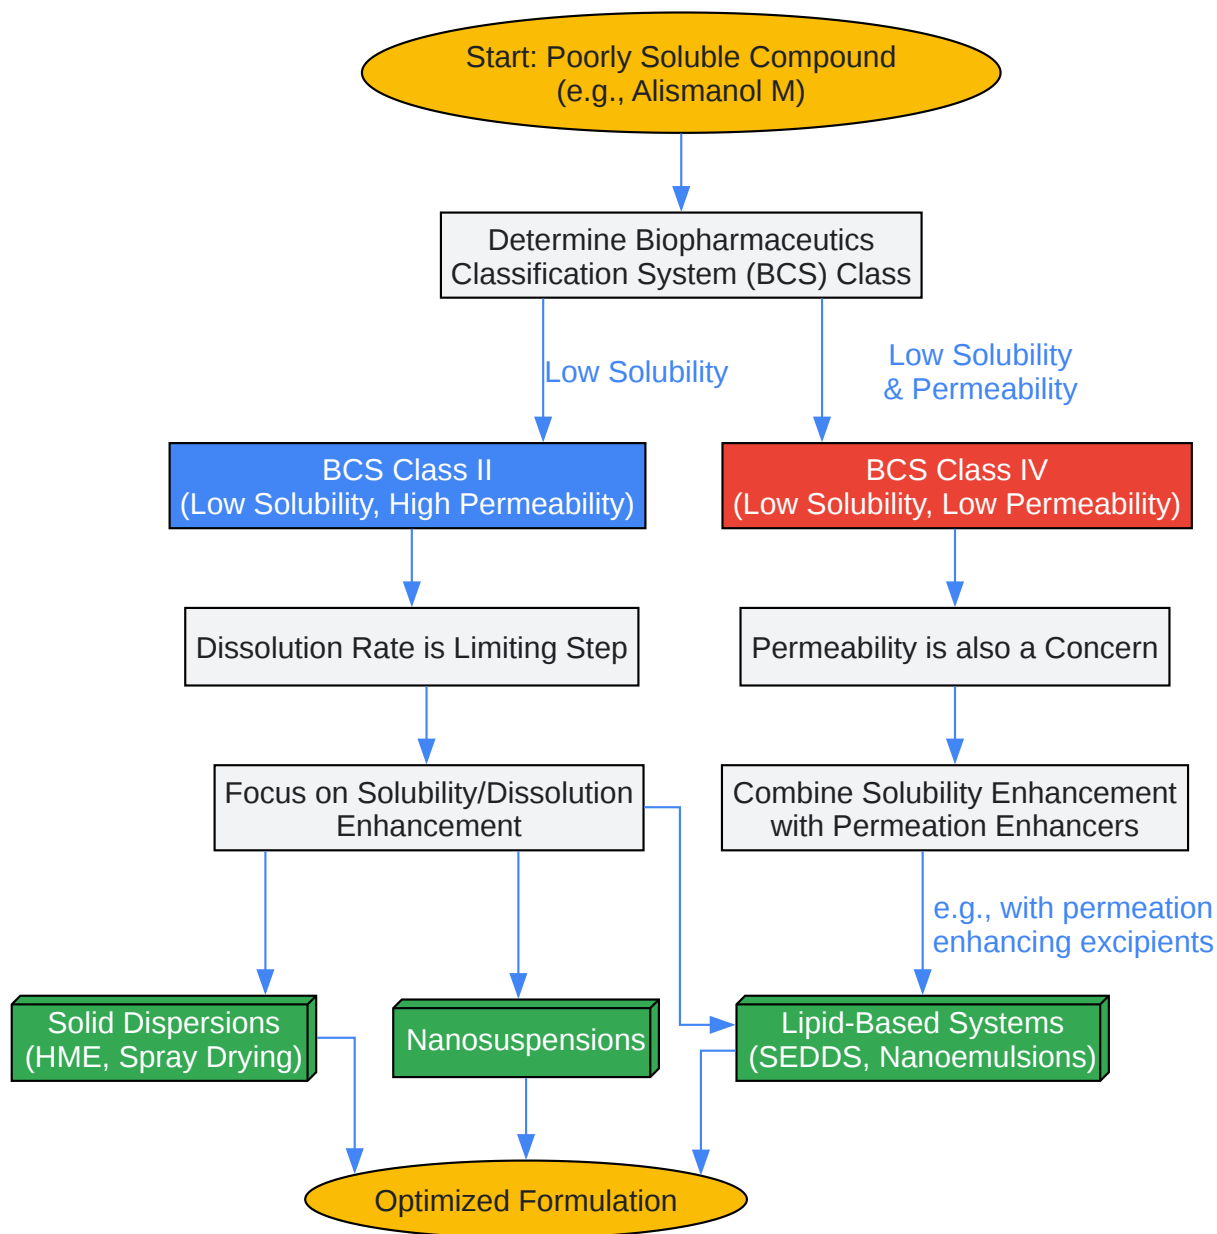 Start: Poorly Soluble Compound
(e.g., Alismanol M)
Determine Biopharmaceutics
Classification System (BCS) Class
Low Solubility
Low Solubility
& Permeability
BCS Class II
(Low Solubility, High Permeability)
BCS Class IV
(Low Solubility, Low Permeability)
Dissolution Rate is Limiting Step
Permeability is also a Concern
Focus on Solubility/Dissolution
Enhancement
Combine Solubility Enhancement
with Permeation Enhancers
e.g., with permeation
enhancing excipients
Solid Dispersions
(HME, Spray Drying)
Nanosuspensions
Lipid-Based Systems
(SEDDS, Nanoemulsions)
Optimized Formulation